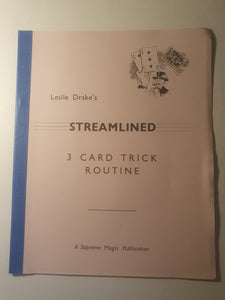 Leslie Drake's
STREAMLINED
3 CARD TRICK
ROUTINE
A Supreme Magic Publication